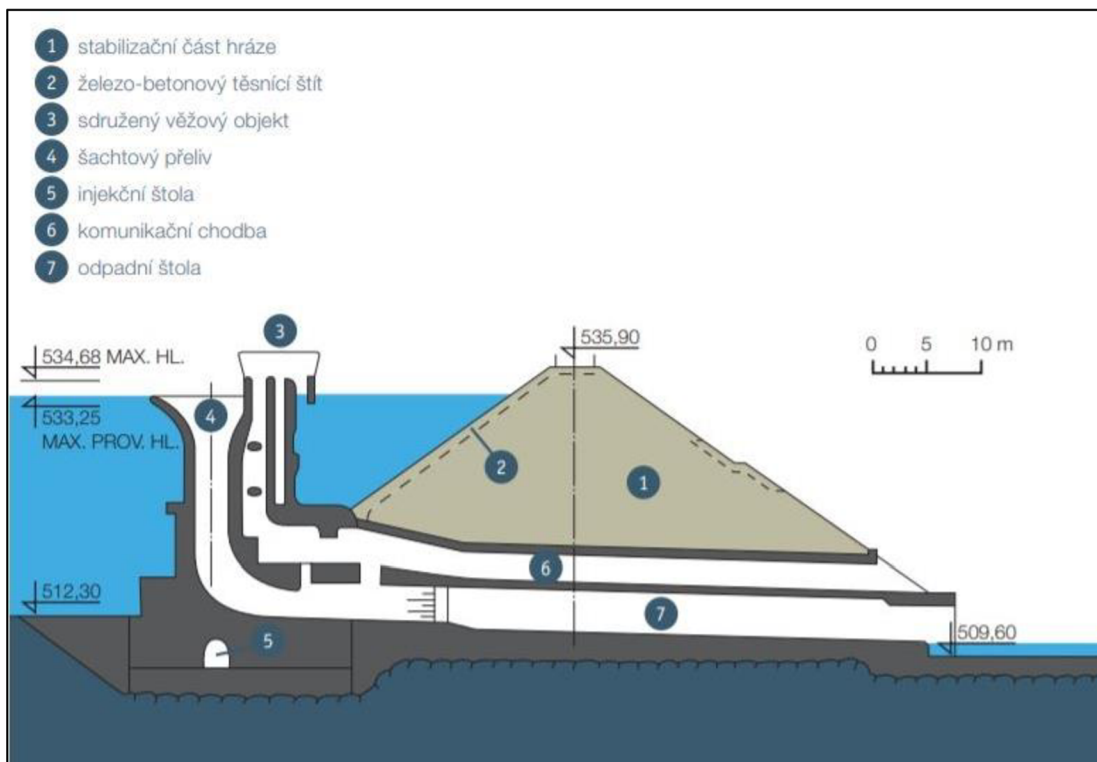 1 stabilizační část hráze
2 železo-betonový těsnící štít
3 sdružený věžový objekt
4 šachtový přeliv
5 injekční štola
6 komunikační chodba
7 odpadní štola
3
535,90
0 5 10 m
534,68 MAX. HL.
4
533,25
MAX. PROV. HL.
2
1
6
512,30
7
5
509,60